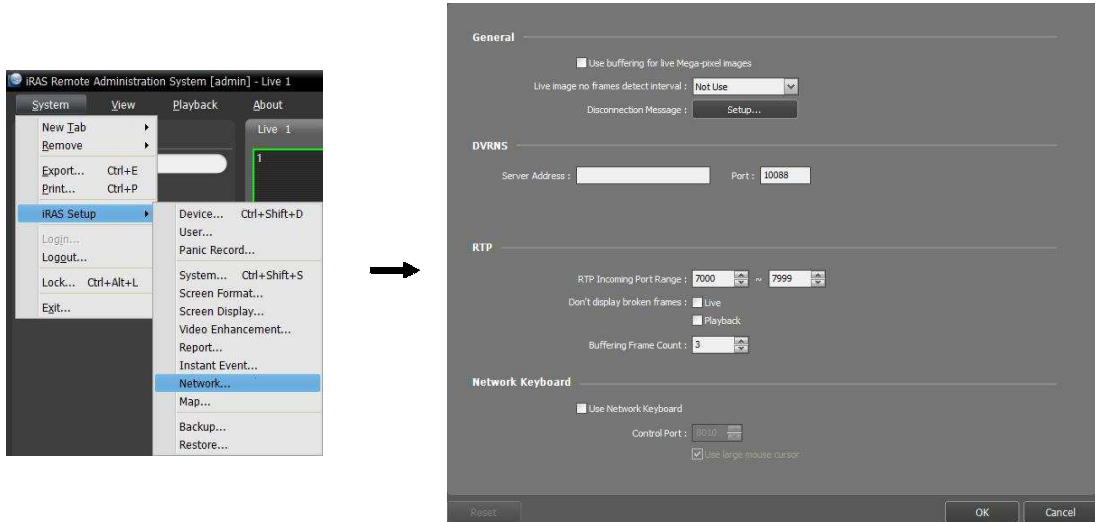 iRAS Remote Administration System [admin] - Live 1
System View Playback About
New Tab
Remove
Export... Ctrl+E
Print... Ctrl+P
iRAS Setup
Login...
Logout...
Lock... Ctrl+Alt+L
Exit...
Live 1
1
Device... Ctrl+Shift+D
User...
Panic Record...
System... Ctrl+Shift+S
Screen Format...
Screen Display...
Video Enhancement...
Report...
Instant Event...
Network...
Map...
Backup...
Restore...
General
Use buffering for live Mega-pixel images
Live image no frames detect interval : Not Use
Disconnection Message : Setup...
DVRNS
Server Address : Port : 10088
RTP
RTP Incoming Port Range : 7000 ~ 7999
Don't display broken frames : Live
Playback
Buffering Frame Count : 3
Network Keyboard
Use Network Keyboard
Control Port : 8010
Use large mouse cursor
Reset OK Cancel